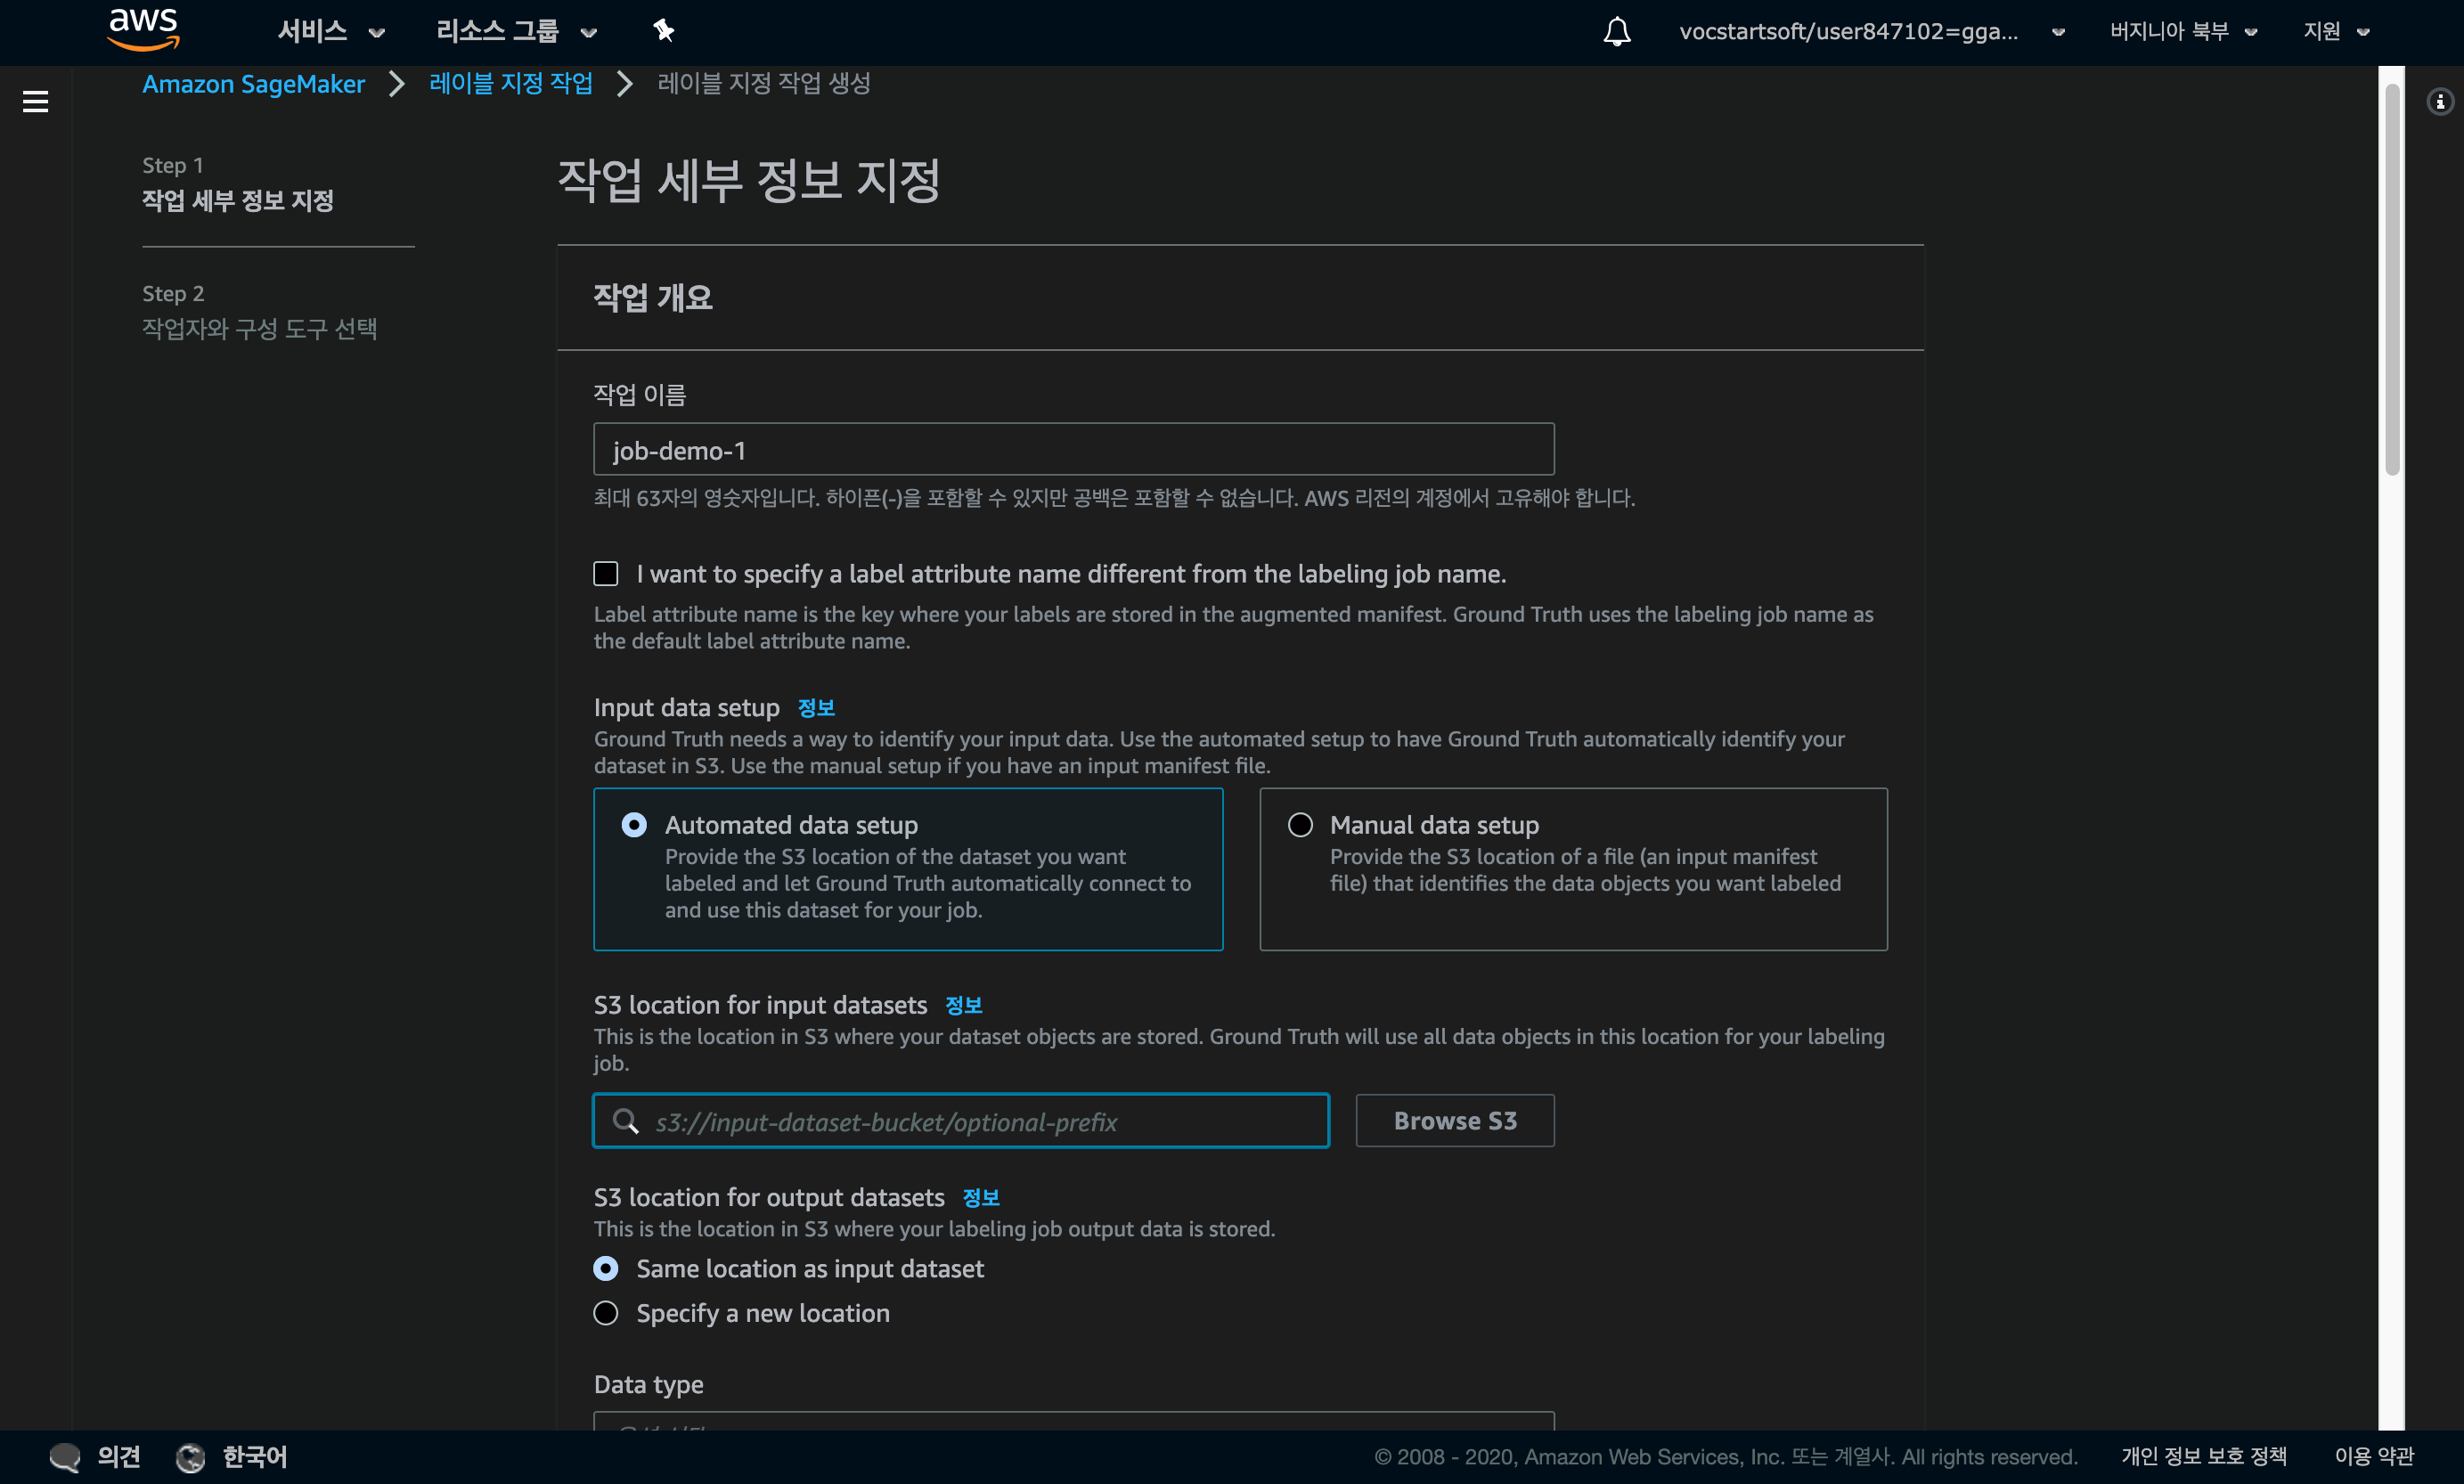 aws 서비스 리소스 그룹 vocstartsoft/user847102=gga... 버지니아 북부 지원
Amazon SageMaker 레이블 지정 작업 레이블 지정 작업 생성
Step 1
작업 세부 정보 지정
Step 2
작업자와 구성 도구 선택
작업 세부 정보 지정
작업 개요
작업 이름
job-demo-1
최대 63자의 영숫자입니다. 하이픈(-)을 포함할 수 있지만 공백은 포함할 수 없습니다. AWS 리전의 계정에서 고유해야 합니다.
I want to specify a label attribute name different from the labeling job name.
Label attribute name is the key where your labels are stored in the augmented manifest. Ground Truth uses the labeling job name as
the default label attribute name.
Input data setup 정보
Ground Truth needs a way to identify your input data. Use the automated setup to have Ground Truth automatically identify your
dataset in S3. Use the manual setup if you have an input manifest file.
Automated data setup
Provide the S3 location of the dataset you want
labeled and let Ground Truth automatically connect to
and use this dataset for your job.
Manual data setup
Provide the S3 location of a file (an input manifest
file) that identifies the data objects you want labeled
S3 location for input datasets 정보
This is the location in S3 where your dataset objects are stored. Ground Truth will use all data objects in this location for your labeling
job.
s3://input-dataset-bucket/optional-prefix
Browse S3
S3 location for output datasets 정보
This is the location in S3 where your labeling job output data is stored.
Same location as input dataset
Specify a new location
Data type
의견 한국어 © 2008 - 2020, Amazon Web Services, Inc. 또는 계열사. All rights reserved. 개인 정보 보호 정책 이용 약관